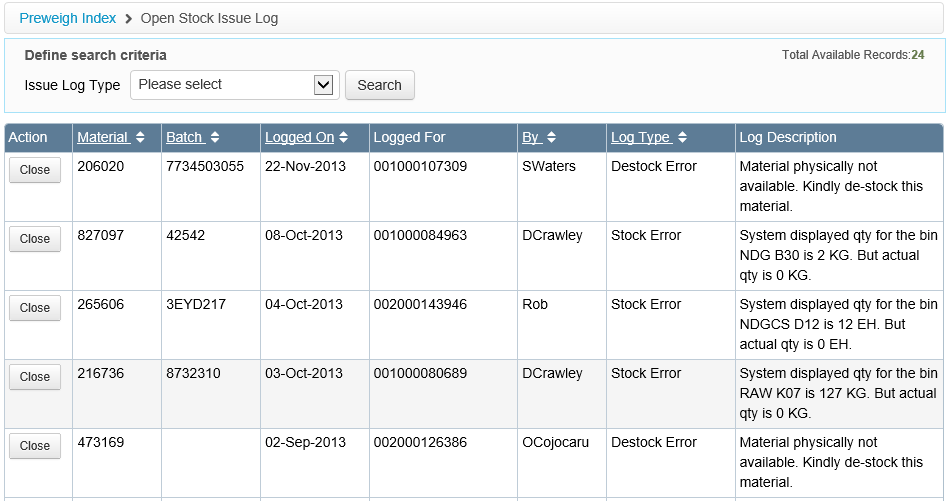 Preweigh Index > Open Stock Issue Log
Define search criteria
Total Available Records:24
Issue Log Type Please select Search
Action Material Batch Logged On Logged For By Log Type Log Description
Close 206020 7734503055 22-Nov-2013 001000107309 SWaters Destock Error Material physically not
available. Kindly de-stock this
material.
Close 827097 42542 08-Oct-2013 001000084963 DCrawley Stock Error System displayed qty for the bin
NDG B30 is 2 KG. But actual
qty is 0 KG.
Close 265606 3EYD217 04-Oct-2013 002000143946 Rob Stock Error System displayed qty for the bin
NDGCS D12 is 12 EH. But
actual qty is 0 EH.
Close 216736 8732310 03-Oct-2013 001000080689 DCrawley Stock Error System displayed qty for the bin
RAW K07 is 127 KG. But actual
qty is 0 KG.
Close 473169 02-Sep-2013 002000126386 OCojocaru Destock Error Material physically not
available. Kindly de-stock this
material.